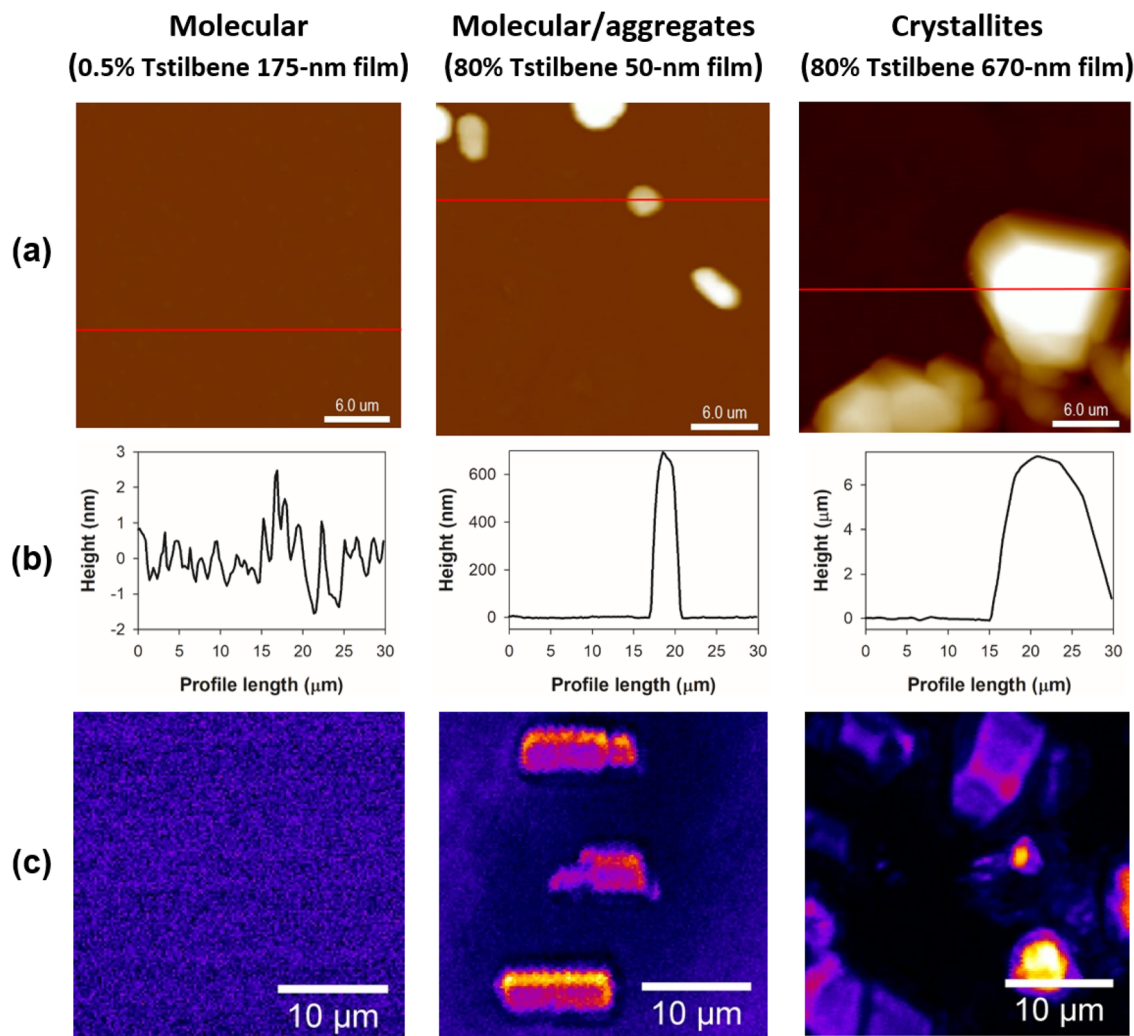 Molecular
(0.5% Tstilbene 175-nm film)
Molecular/aggregates
(80% Tstilbene 50-nm film)
Crystallites
(80% Tstilbene 670-nm film)
(a)
6.0 um
6.0 um
6.0 um
(b)
Height (nm)
3
2
1
0
-1
-2
0 5 10 15 20 25 30
Profile length (μm)
Height (nm)
600
400
200
0
0 5 10 15 20 25 30
Profile length (μm)
Height (μm)
6
4
2
0
0 5 10 15 20 25 30
Profile length (μm)
(c)
10 μm
10 μm
10 μm